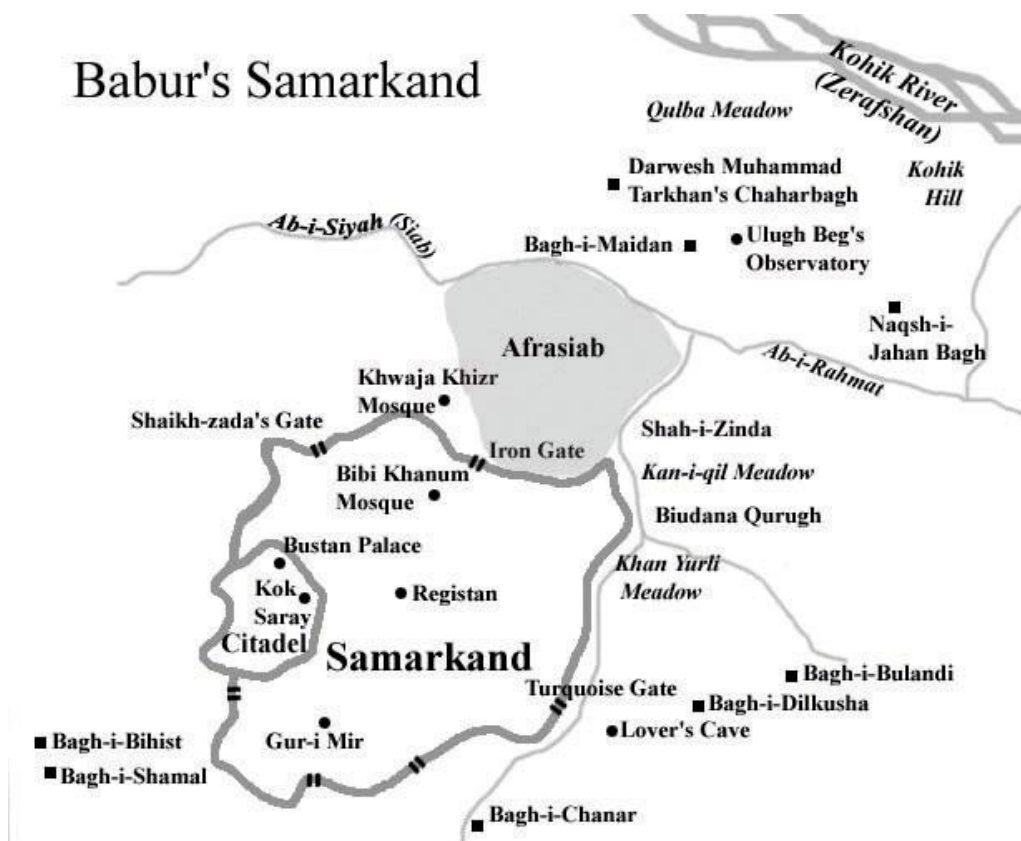 Babur's Samarkand
Kohik River
(Zerafshan)
Qulba Meadow
Darwesh Muhammad
Tarkhan's Chaharbagh
Kohik
Hill
Ab-i-Siyah (Siab)
Bagh-i-Maidan
Ulugh Beg's
Observatory
Naqsh-i-
Jahan Bagh
Afrasiab
Ab-i-Rahmat
Khwaja Khizr
Mosque
Shaikh-zada's Gate
Iron Gate
Shah-i-Zinda
Bibi Khanum
Mosque
Kan-i-qil Meadow
Biudana Qurugh
Bustan Palace
Khan Yurli
Meadow
Kok
Saray
Registan
Citadel
Samarkand
Turquoise Gate
Bagh-i-Bulandi
Bagh-i-Dilkusha
Lover's Cave
Gur-i Mir
Bagh-i-Bihist
Bagh-i-Shamal
Bagh-i-Chanar